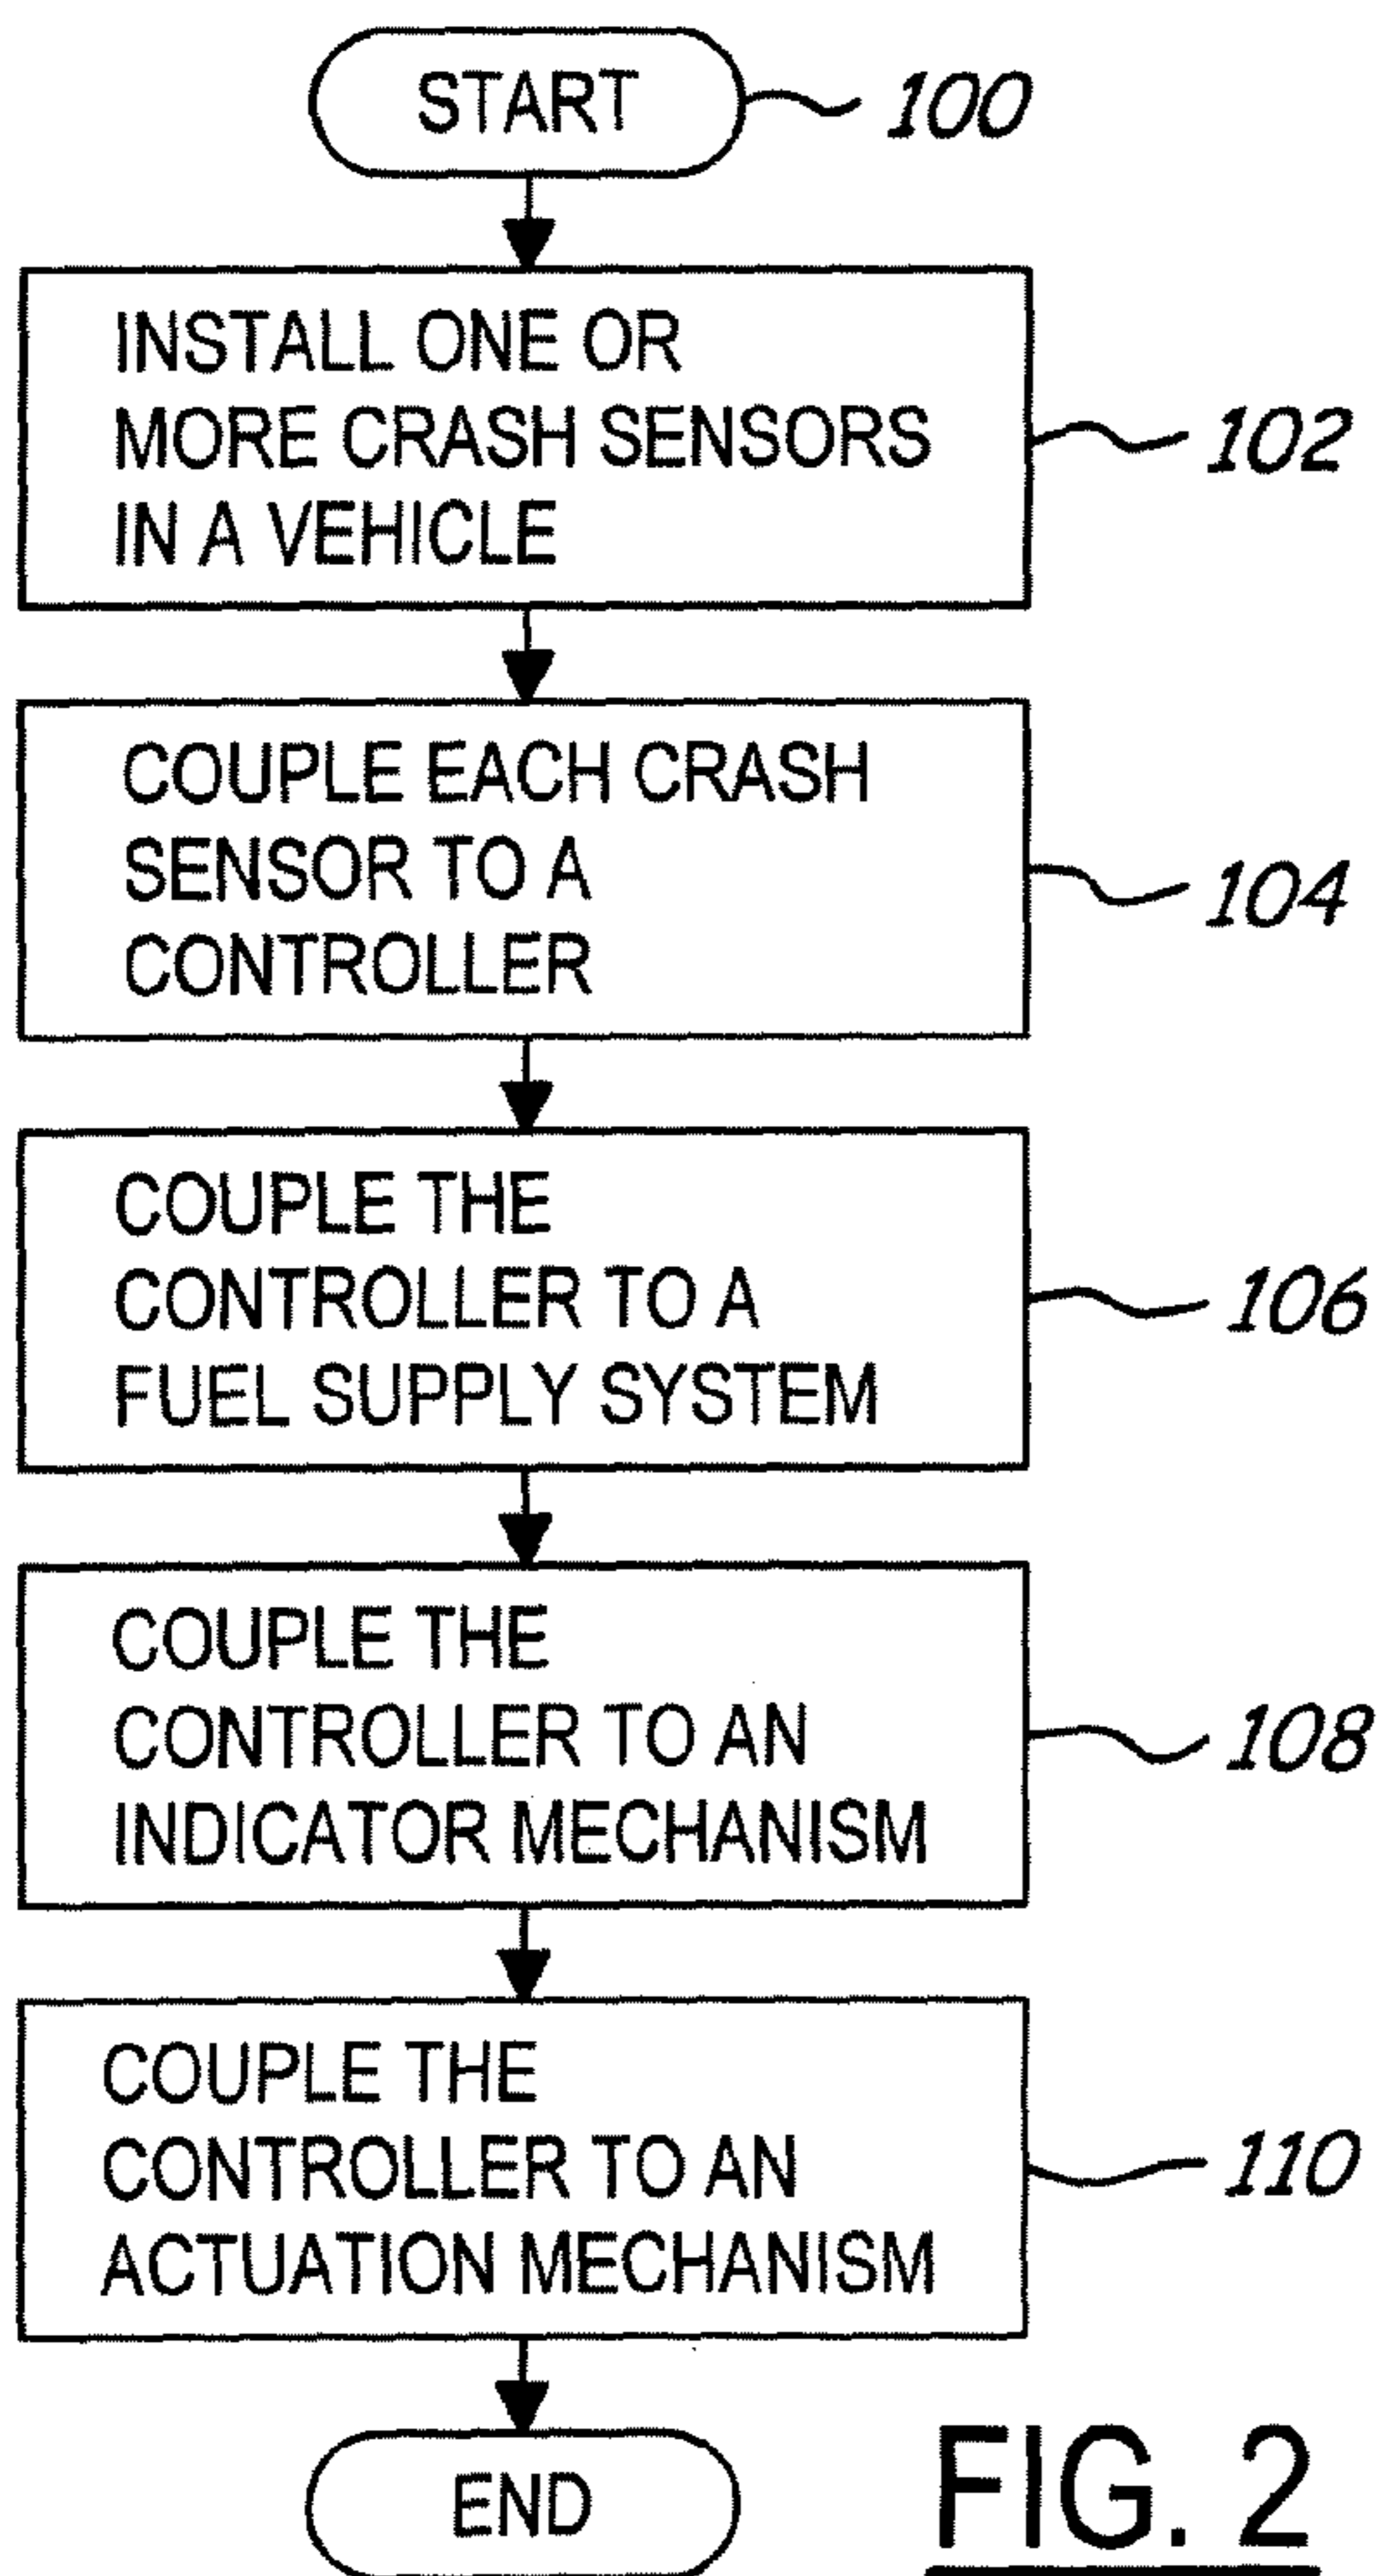 START
100
INSTALL ONE OR
MORE CRASH SENSORS
IN A VEHICLE
102
COUPLE EACH CRASH
SENSOR TO A
CONTROLLER
104
COUPLE THE
CONTROLLER TO A
FUEL SUPPLY SYSTEM
106
COUPLE THE
CONTROLLER TO AN
INDICATOR MECHANISM
108
COUPLE THE
CONTROLLER TO AN
ACTUATION MECHANISM
110
END
FIG. 2